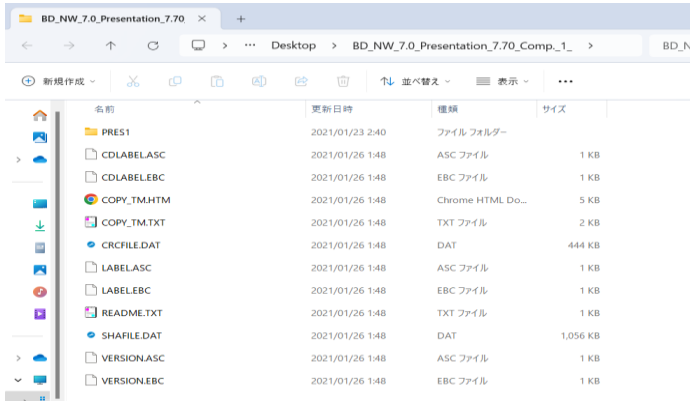 BD_NW_7.0_Presentation_7.70_ × +
Desktop > BD_NW_7.0_Presentation_7.70_Comp._1_ > BD_N
新規作成 並べ替え 表示
名前 更新日時 種類 サイズ
PRES1 2021/01/23 2:40 ファイル フォルダー
CDLABEL.ASC 2021/01/26 1:48 ASC ファイル 1 KB
CDLABEL.EBC 2021/01/26 1:48 EBC ファイル 1 KB
COPY_TM.HTM 2021/01/26 1:48 Chrome HTML Do... 5 KB
COPY_TM.TXT 2021/01/26 1:48 TXT ファイル 2 KB
CRCFILE.DAT 2021/01/26 1:48 DAT 444 KB
LABEL.ASC 2021/01/26 1:48 ASC ファイル 1 KB
LABEL.EBC 2021/01/26 1:48 EBC ファイル 1 KB
README.TXT 2021/01/26 1:48 TXT ファイル 1 KB
SHAFILE.DAT 2021/01/26 1:48 DAT 1,056 KB
VERSION.ASC 2021/01/26 1:48 ASC ファイル 1 KB
VERSION.EBC 2021/01/26 1:48 EBC ファイル 1 KB